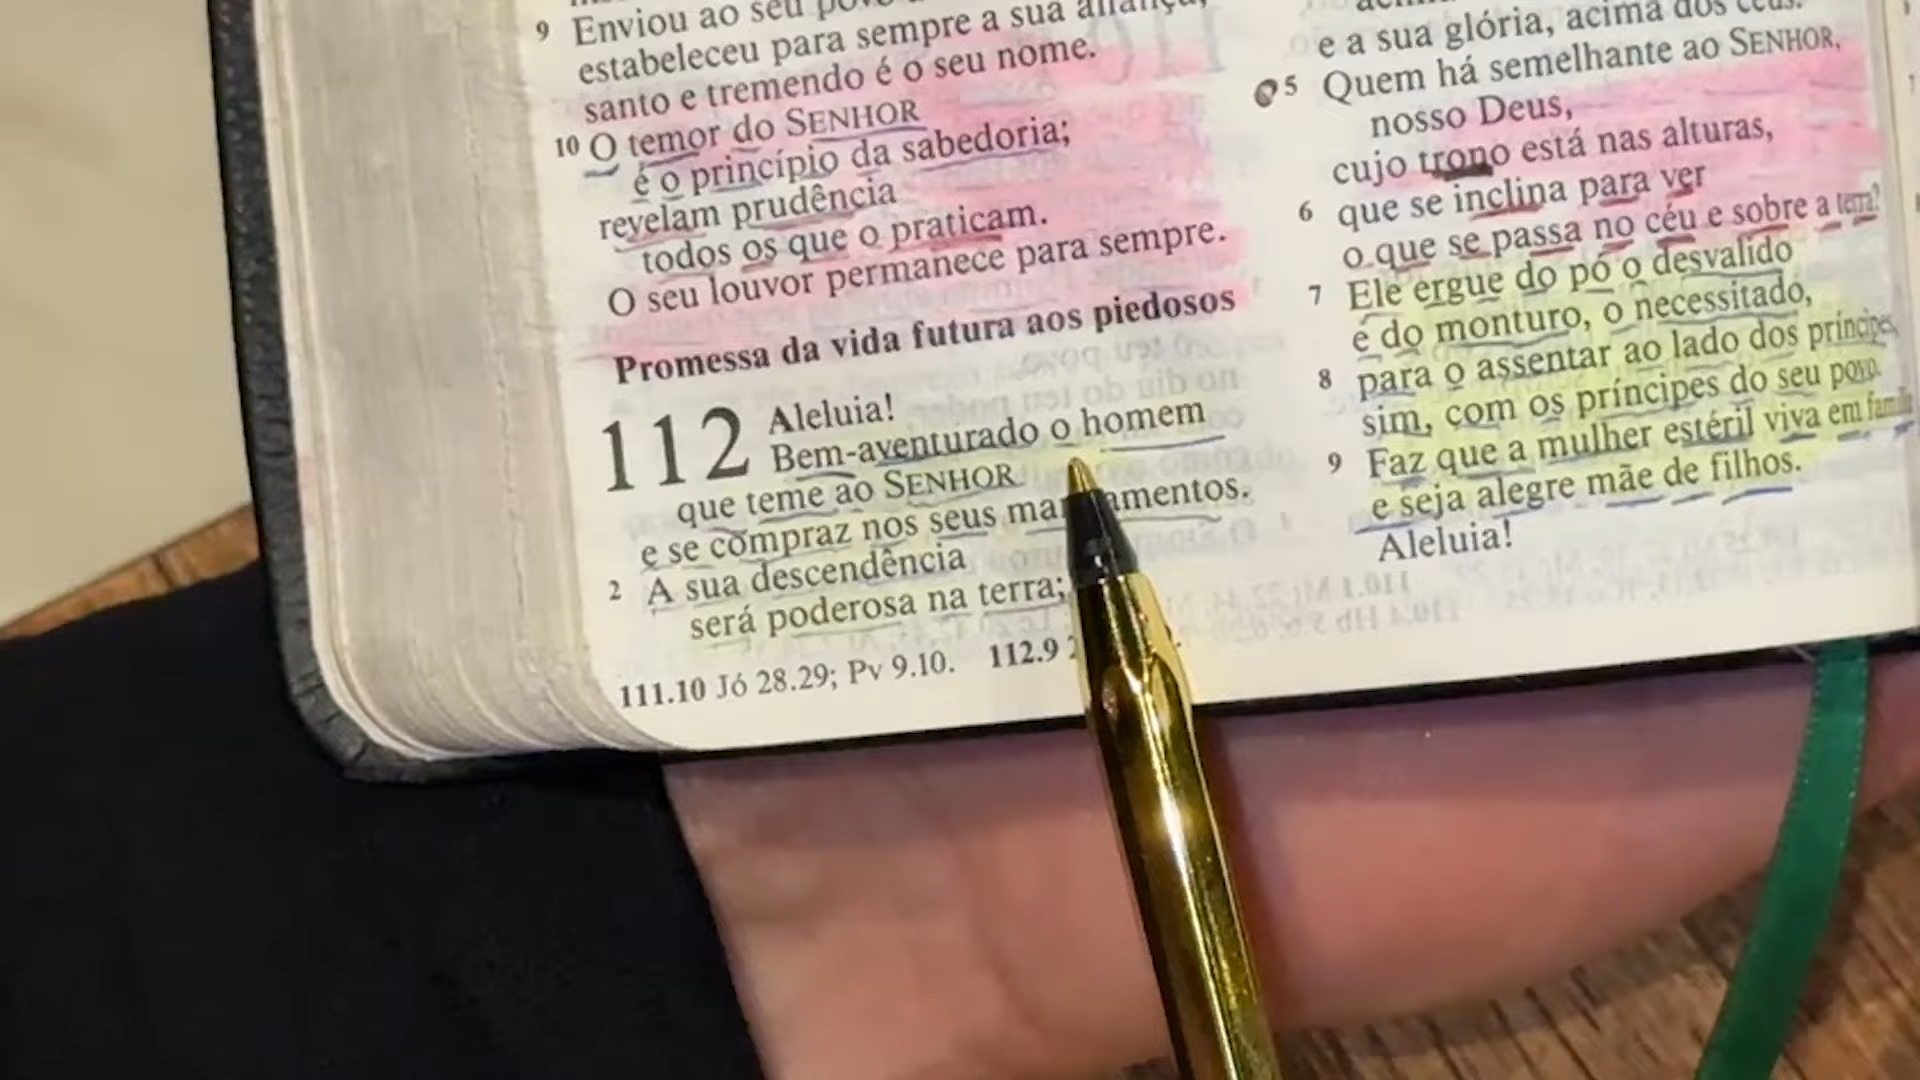 9 Enviou ao seu
estabeleceu para sempre a sua aliança;
santo e tremendo é o seu nome.
10 O temor do SENHOR
é o princípio da sabedoria;
revelam prudência
todos os que o praticam.
O seu louvor permanece para sempre.
Promessa da vida futura aos piedosos
112 Aleluia!
Bem-aventurado o homem
que teme ao SENHOR
e se compraz nos seus mandamentos.
2 A sua descendência
será poderosa na terra;
111.10 Jó 28.29; Pv 9.10. 112.9
e a sua glória, acima dos céus.
5 Quem há semelhante ao SENHOR,
nosso Deus,
cujo trono está nas alturas,
6 que se inclina para ver
o que se passa no céu e sobre a terra?
7 Ele ergue do pó o desvalido
e do monturo, o necessitado,
8 para o assentar ao lado dos príncipes,
sim, com os príncipes do seu povo.
9 Faz que a mulher estéril viva em família
e seja alegre mãe de filhos.
Aleluia!